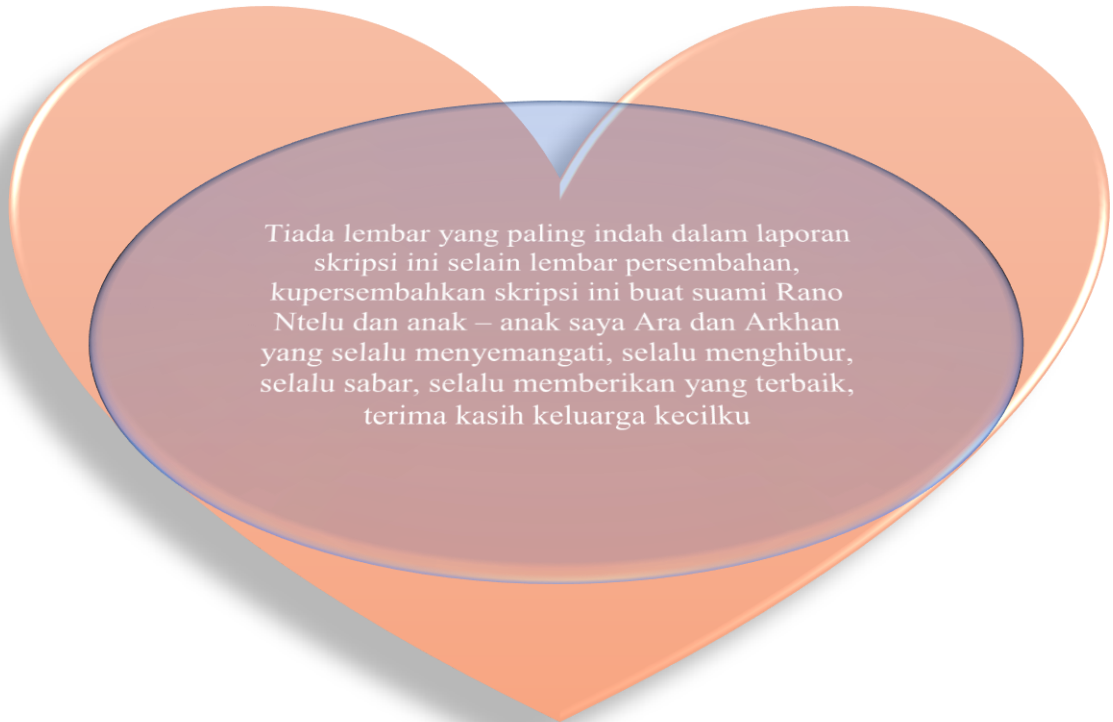 Tiada lembar yang paling indah dalam laporan
skripsi ini selain lembar persembahan,
kupersembahkan skripsi ini buat suami Rano
Ntelu dan anak – anak saya Ara dan Arkhan
yang selalu menyemangati, selalu menghibur,
selalu sabar, selalu memberikan yang terbaik,
terima kasih keluarga kecilku